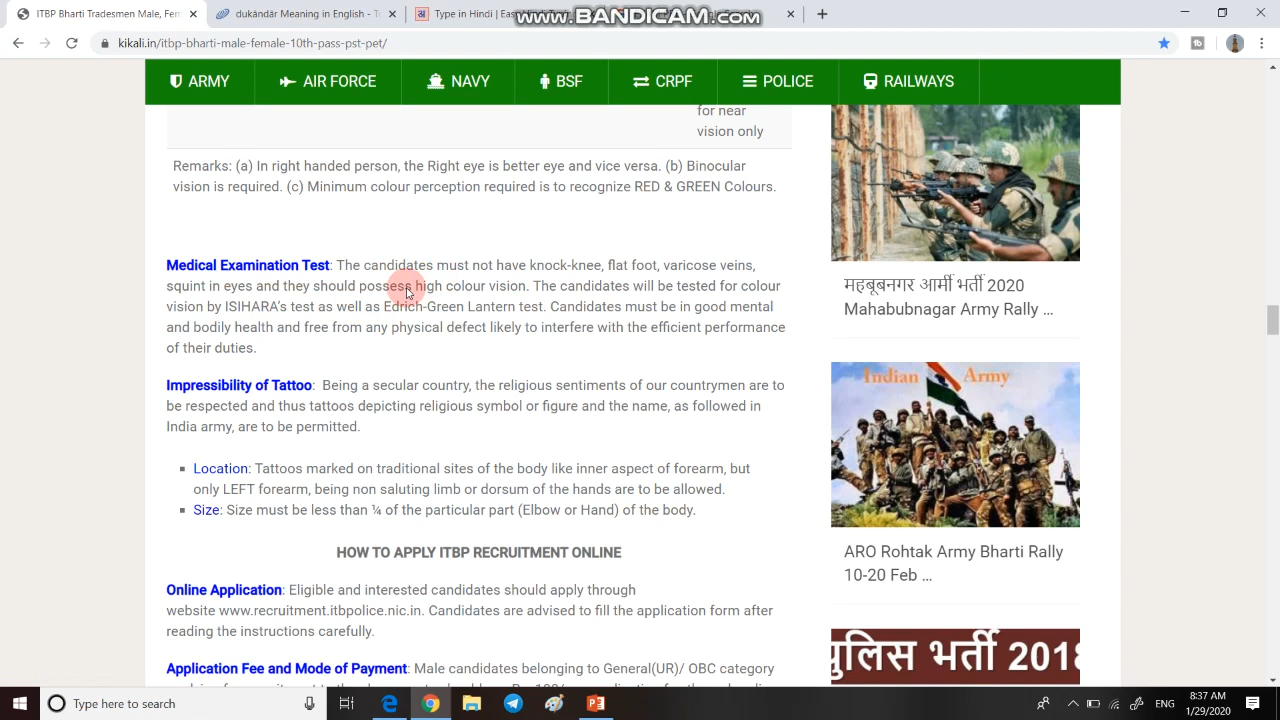 ITBP Bharti Tradesmen Male, Fem
dukandar Meaning in English - दु
Type in Hindi | Eas
www.BANDICAM.com
kikali.in/itbp-bharti-male-female-10th-pass-pst-pet/
ARMY
AIR FORCE
NAVY
BSF
CRPF
POLICE
RAILWAYS
for near
vision only
Remarks: (a) In right handed person, the Right eye is better eye and vice versa. (b) Binocular
vision is required. (c) Minimum colour perception required is to recognize RED & GREEN Colours.
Medical Examination Test: The candidates must not have knock-knee, flat foot, varicose veins,
squint in eyes and they should possess high colour vision. The candidates will be tested for colour
vision by ISIHARA's test as well as Edrich-Green Lantern test. Candidates must be in good mental
and bodily health and free from any physical defect likely to interfere with the efficient performance
of their duties.
Impressibility of Tattoo:  Being a secular country, the religious sentiments of our countrymen are to
be respected and thus tattoos depicting religious symbol or figure and the name, as followed in
India army, are to be permitted.
Location: Tattoos marked on traditional sites of the body like inner aspect of forearm, but
only LEFT forearm, being non saluting limb or dorsum of the hands are to be allowed.
Size: Size must be less than ¼ of the particular part (Elbow or Hand) of the body.
HOW TO APPLY ITBP RECRUITMENT ONLINE
Online Application: Eligible and interested candidates should apply through
website www.recruitment.itbpolice.nic.in. Candidates are advised to fill the application form after
reading the instructions carefully.
Application Fee and Mode of Payment: Male candidates belonging to General(UR)/ OBC category
महबूबनगर आर्मी भर्ती 2020
Mahabubnagar Army Rally ...
Indian Army
ARO Rohtak Army Bharti Rally
10-20 Feb ...
पुलिस भर्ती 2018
Type here to search
ENG
8:37 AM
1/29/2020